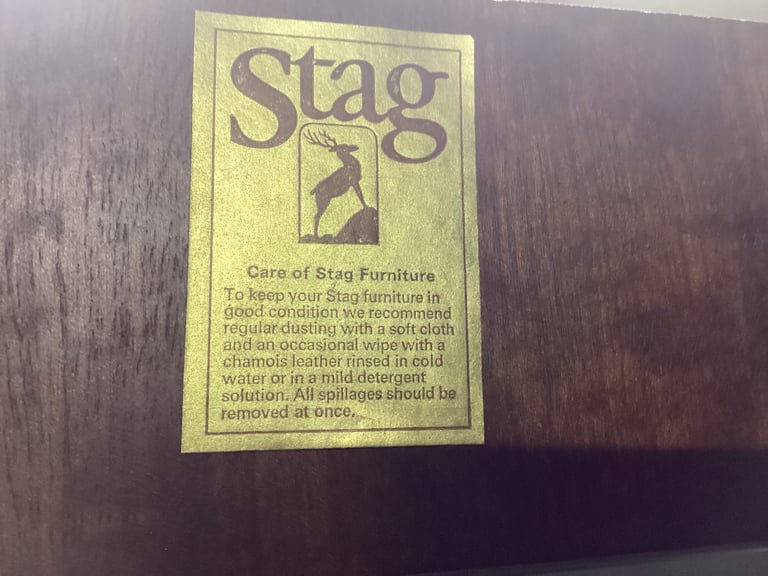 Stag
Care of Stag Furniture
To keep your Stag furniture in
good condition we recommend
regular dusting with a soft cloth
and an occasional wipe with a
chamois leather rinsed in cold
water or in a mild detergent
solution. All spillages should be
removed at once.